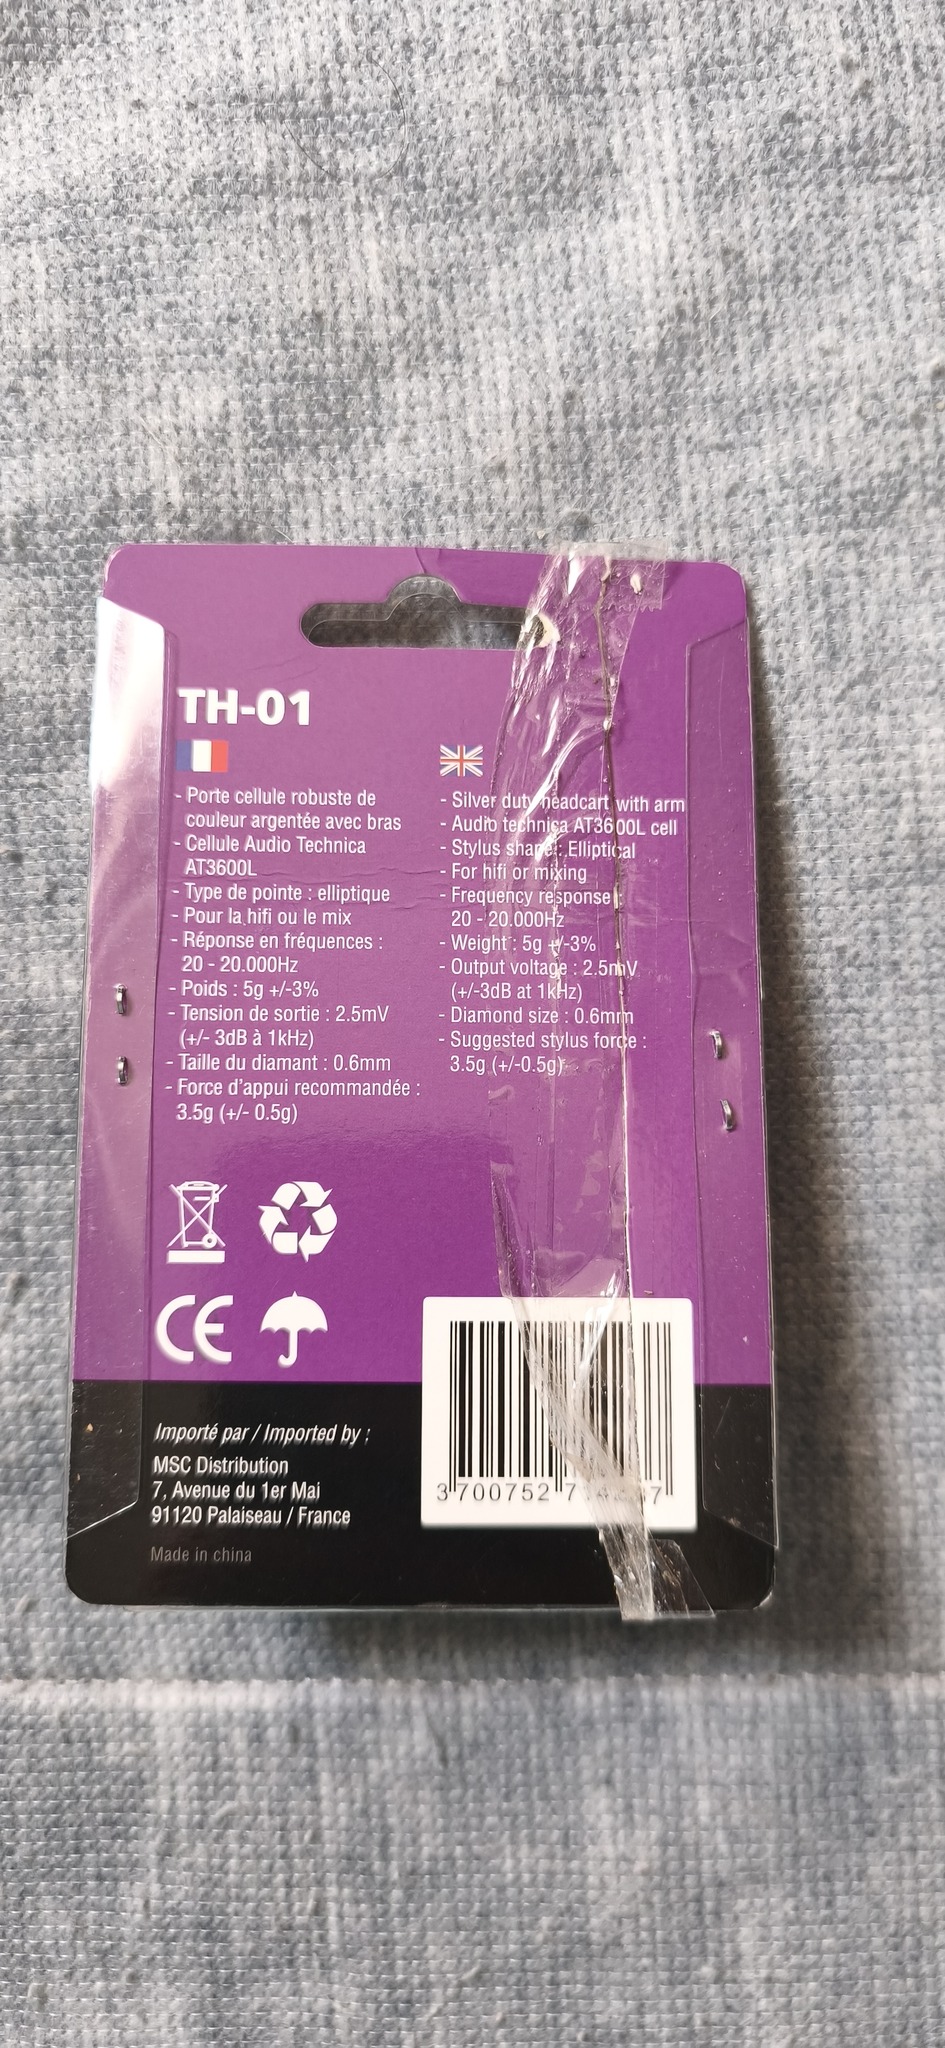 TH-01
- Porte cellule robuste de
couleur argentée avec bras
- Cellule Audio Technica
AT3600L
- Type de pointe : elliptique
- Pour la hifi ou le mix
- Réponse en fréquences :
20 - 20.000Hz
- Poids : 5g +/-3%
- Tension de sortie : 2.5mV
(+/- 3dB à 1kHz)
- Taille du diamant : 0.6mm
- Force d'appui recommandée :
3.5g (+/- 0.5g)
- Silver duty headcart with arm
- Audio technica AT3600L cell
- Stylus shape : Elliptical
- For hifi or mixing
- Frequency response :
20 - 20.000Hz
- Weight : 5g +/-3%
- Output voltage : 2.5mV
(+/-3dB at 1kHz)
- Diamond size : 0.6mm
- Suggested stylus force :
3.5g (+/-0.5g)
CE
Importé par / Imported by :
MSC Distribution
7, Avenue du 1er Mai
91120 Palaiseau / France
Made in china
3 700752